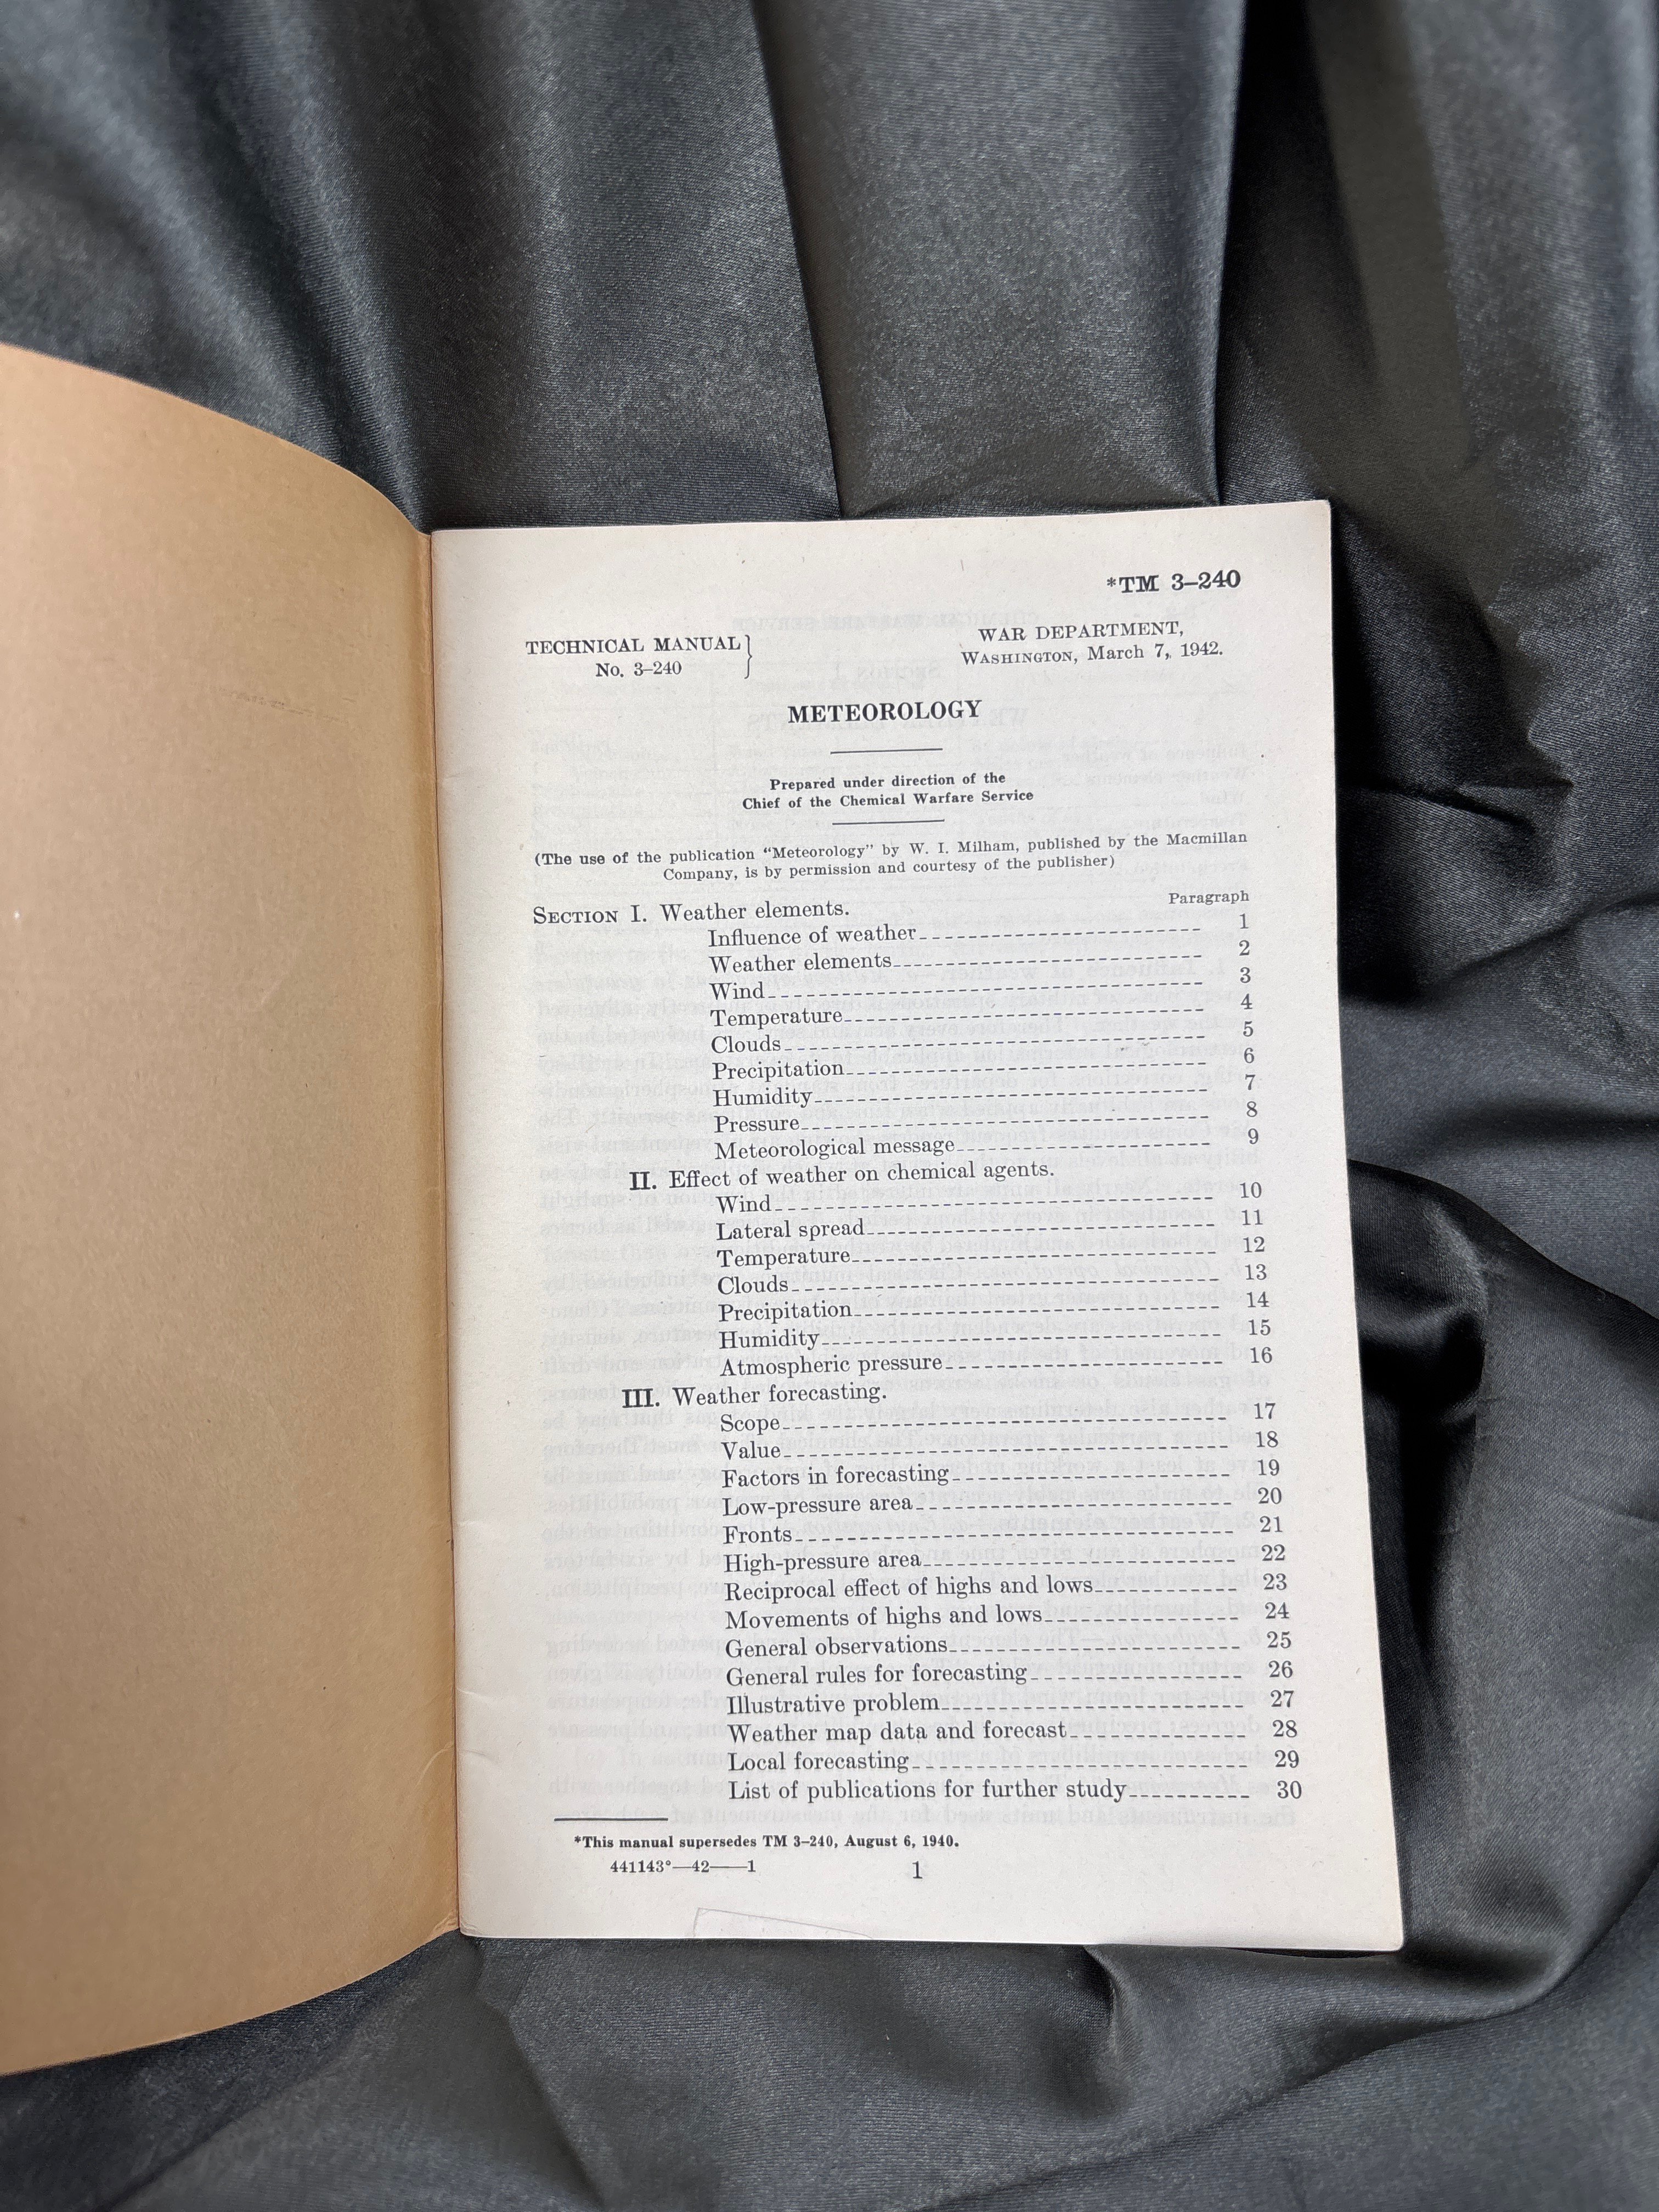 *TM 3–240
TECHNICAL MANUAL
No. 3–240
WAR DEPARTMENT,
WASHINGTON, March 7, 1942.
METEOROLOGY
Prepared under direction of the
Chief of the Chemical Warfare Service
(The use of the publication “Meteorology” by W. I. Milham, published by the Macmillan
Company, is by permission and courtesy of the publisher)
Paragraph
SECTION I. Weather elements.
Influence of weather 1
Weather elements 2
Wind 3
Temperature 4
Clouds 5
Precipitation 6
Humidity 7
Pressure 8
Meteorological message 9
II. Effect of weather on chemical agents.
Wind 10
Lateral spread 11
Temperature 12
Clouds 13
Precipitation 14
Humidity 15
Atmospheric pressure 16
III. Weather forecasting.
Scope 17
Value 18
Factors in forecasting 19
Low-pressure area 20
Fronts 21
High-pressure area 22
Reciprocal effect of highs and lows 23
Movements of highs and lows 24
General observations 25
General rules for forecasting 26
Illustrative problem 27
Weather map data and forecast 28
Local forecasting 29
List of publications for further study 30
*This manual supersedes TM 3–240, August 6, 1940.
441143°—42——1
1